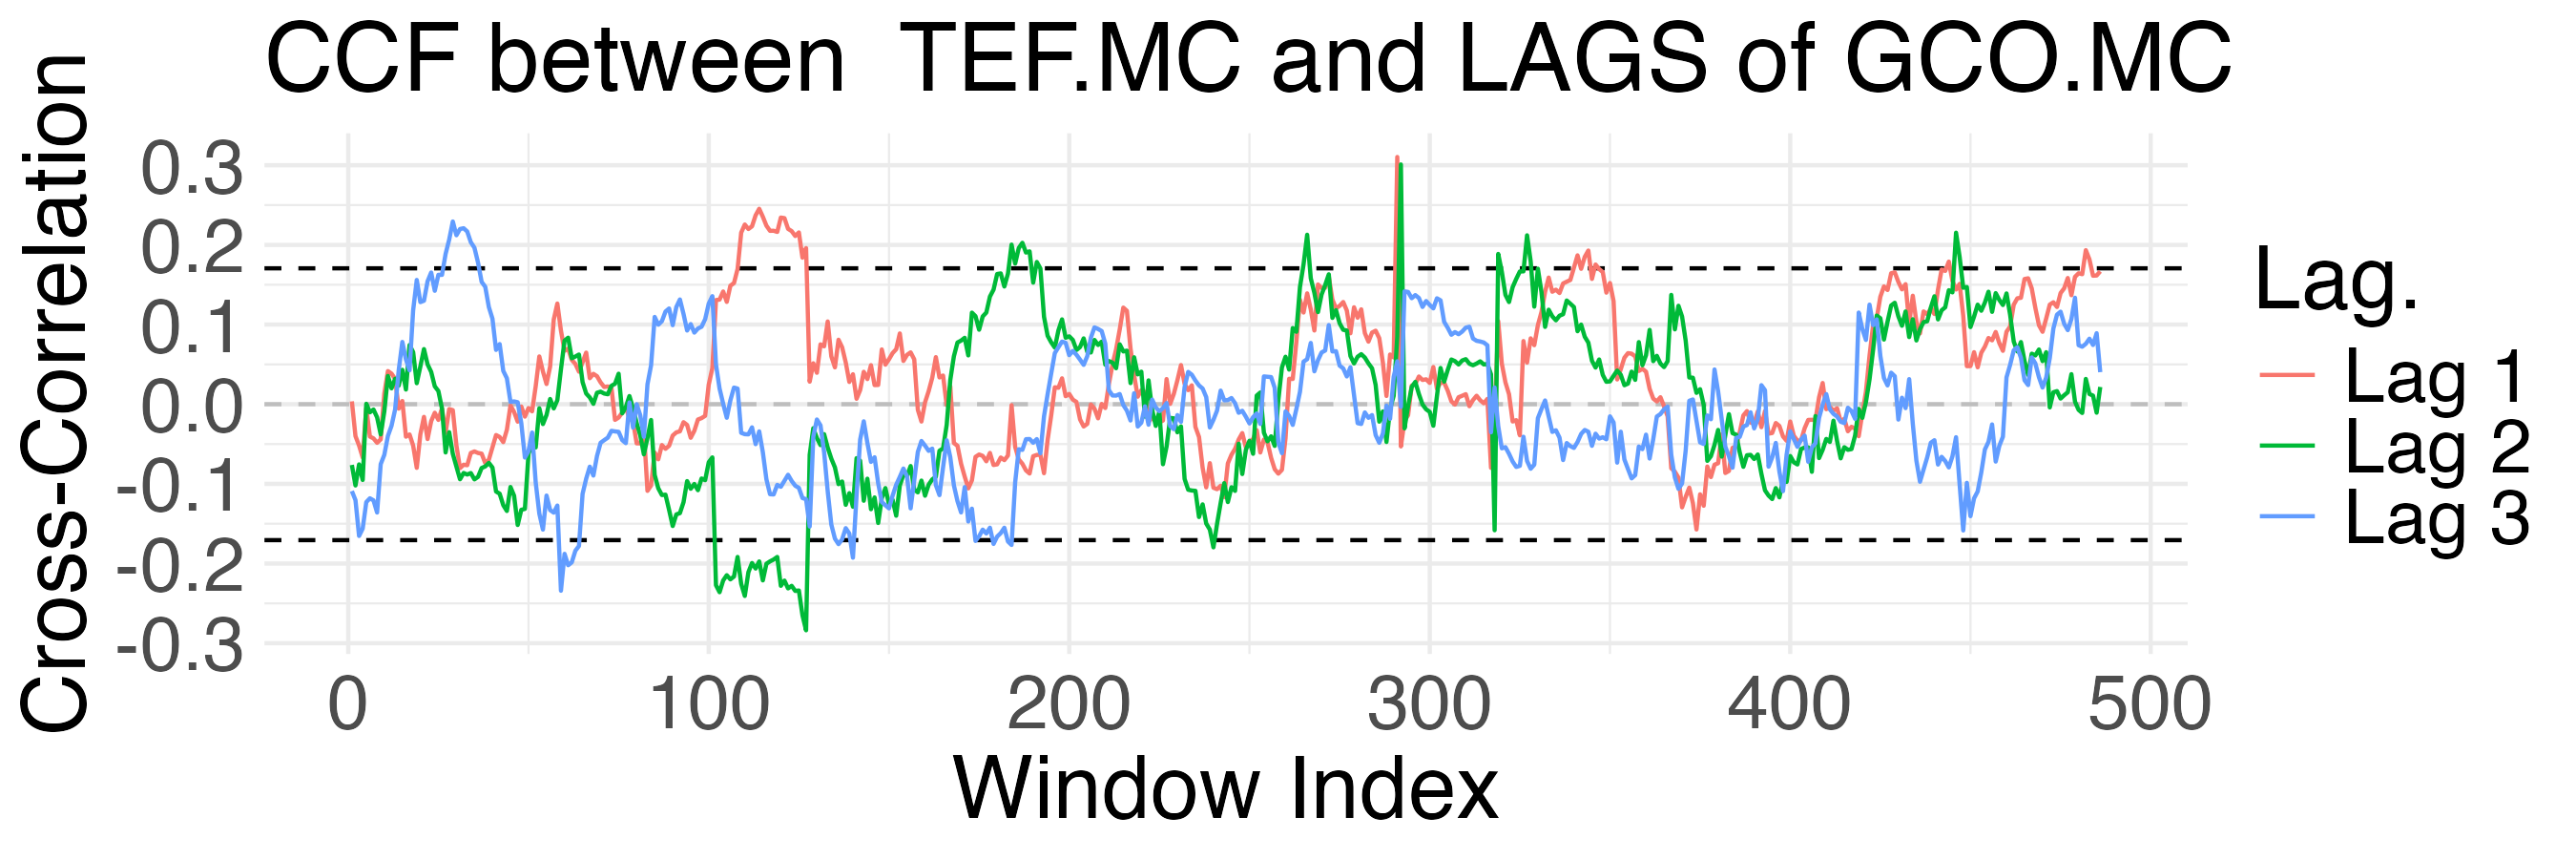 CCF between  TEF.MC and LAGS of GCO.MC
Cross-Correlation
0.3
0.2
0.1
0.0
-0.1
-0.2
-0.3
0 100 200 300 400 500
Window Index
Lag.
Lag 1
Lag 2
Lag 3